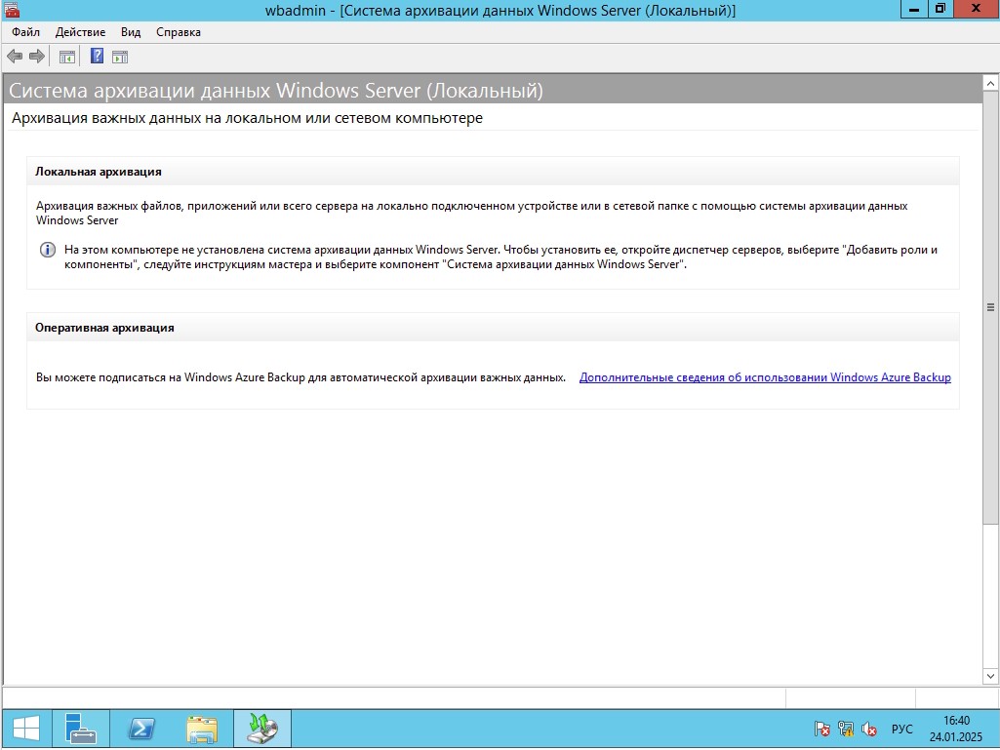 wbadmin - [Система архивации данных Windows Server (Локальный)]
Файл Действие Вид Справка
Система архивации данных Windows Server (Локальный)
Архивация важных данных на локальном или сетевом компьютере
Локальная архивация
Архивация важных файлов, приложений или всего сервера на локально подключенном устройстве или в сетевой папке с помощью системы архивации данных
Windows Server
На этом компьютере не установлена система архивации данных Windows Server. Чтобы установить ее, откройте диспетчер серверов, выберите "Добавить роли и
компоненты", следуйте инструкциям мастера и выберите компонент "Система архивации данных Windows Server".
Оперативная архивация
Вы можете подписаться на Windows Azure Backup для автоматической архивации важных данных. Дополнительные сведения об использовании Windows Azure Backup
РУС
16:40
24.01.2025